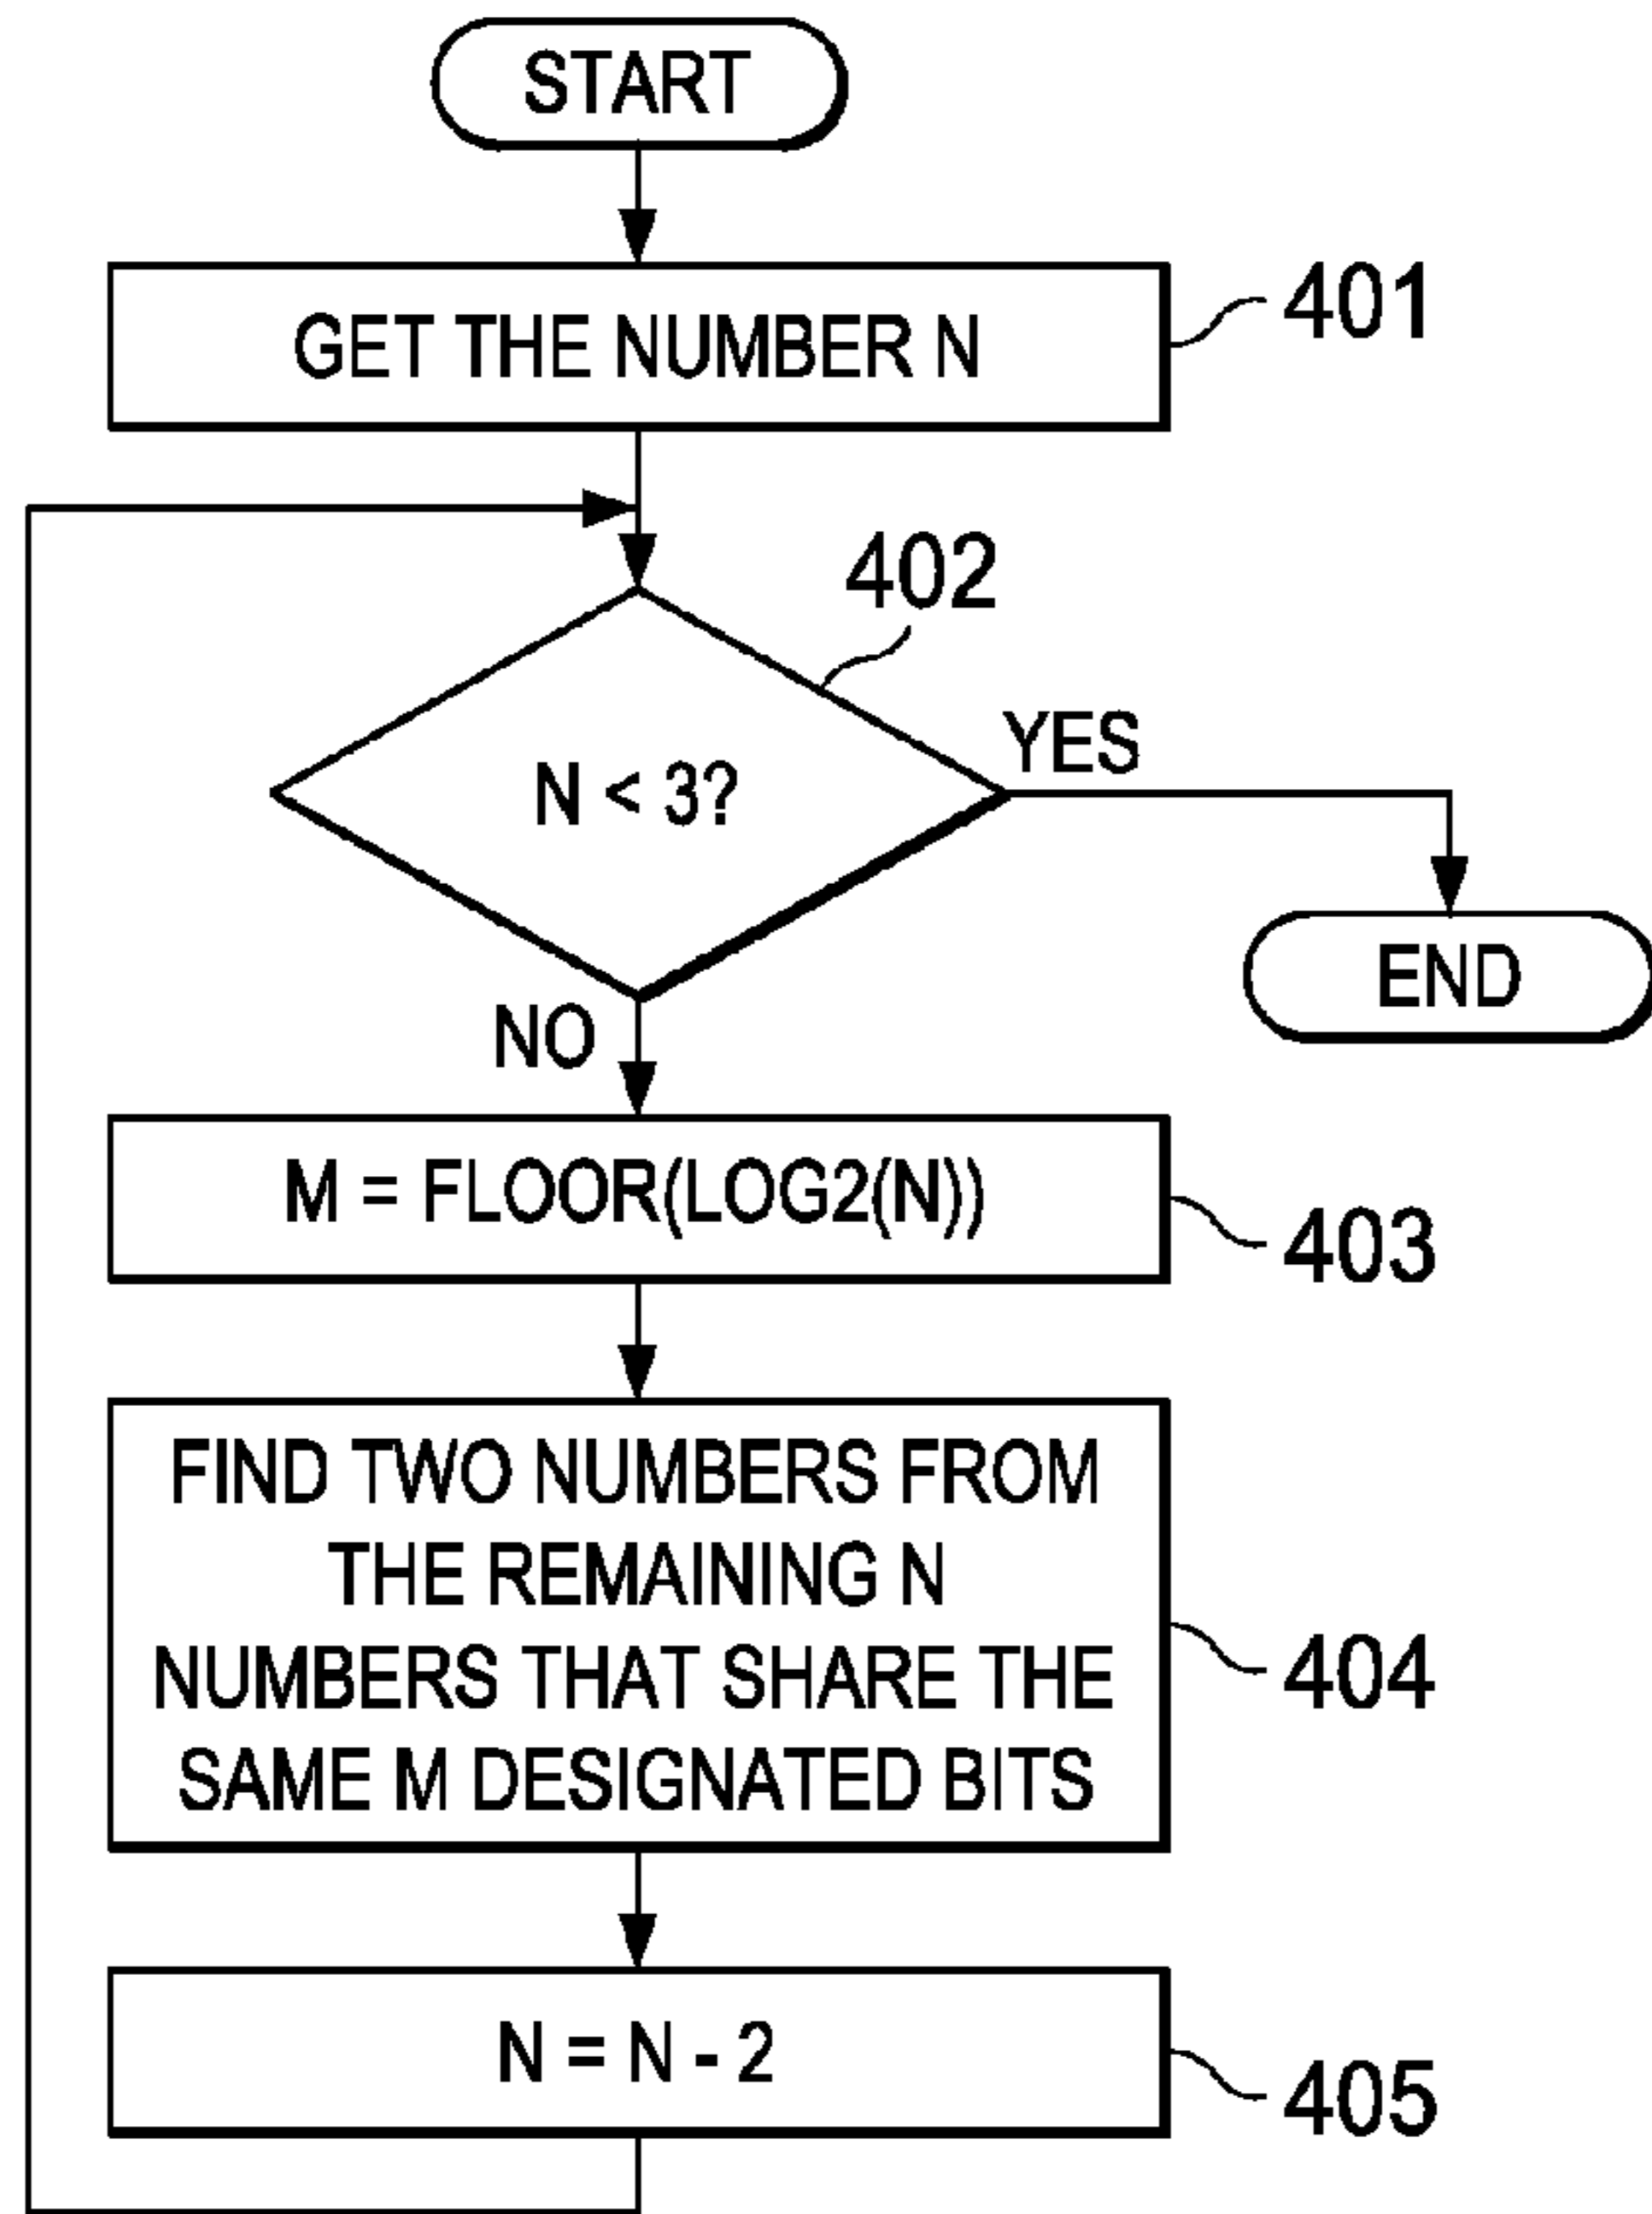 START
GET THE NUMBER N
401
402
N < 3?
YES
END
NO
M = FLOOR(LOG2(N))
403
FIND TWO NUMBERS FROM
THE REMAINING N
NUMBERS THAT SHARE THE
SAME M DESIGNATED BITS
404
N = N - 2
405